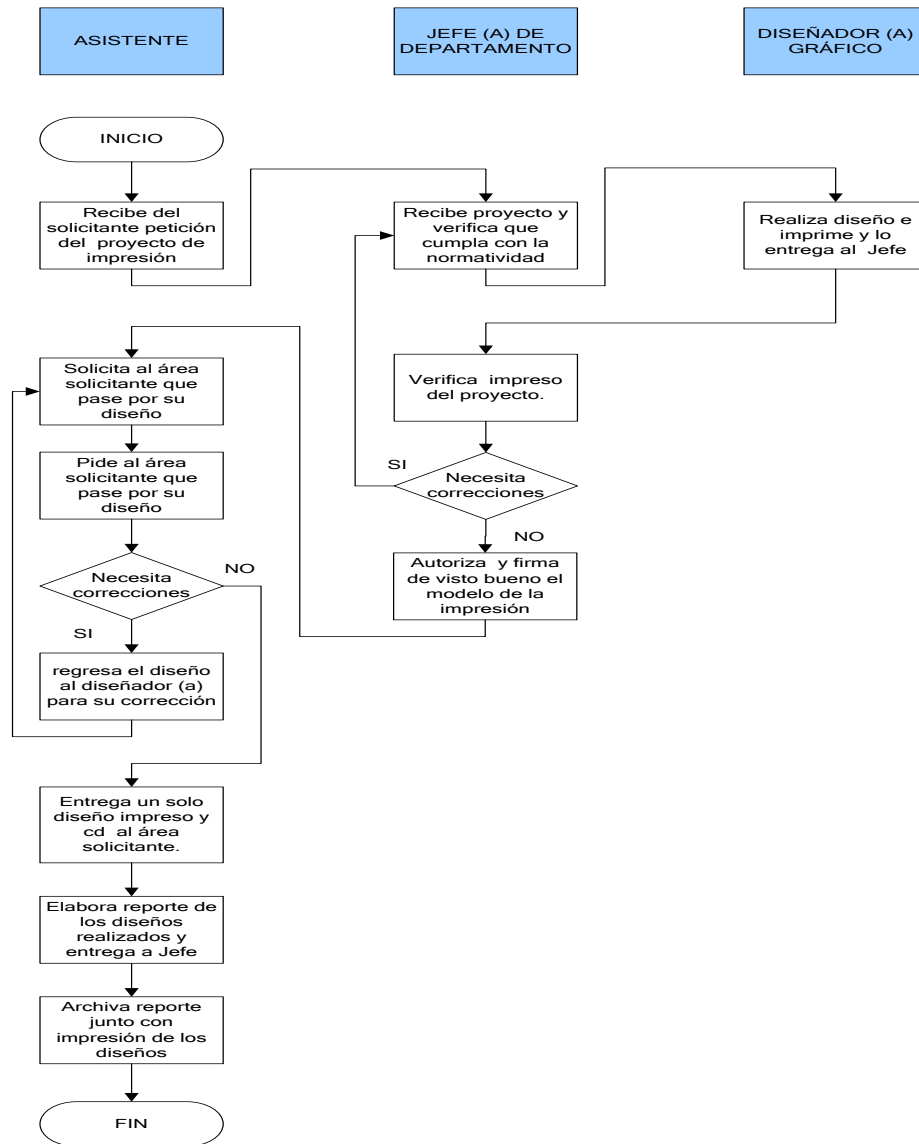 ASISTENTE
JEFE (A) DE
DEPARTAMENTO
DISEÑADOR (A)
GRÁFICO
INICIO
Recibe del
solicitante petición
del proyecto de
impresión
Recibe proyecto y
verifica que
cumpla con la
normatividad
Realiza diseño e
imprime y lo
entrega al Jefe
Verifica impreso
del proyecto.
SI
Necesita
correcciones
NO
Autoriza y firma
de visto bueno el
modelo de la
impresión
Solicita al área
solicitante que
pase por su
diseño
Pide al área
solicitante que
pase por su
diseño
Necesita
correcciones
NO
SI
regresa el diseño
al diseñador (a)
para su corrección
Entrega un solo
diseño impreso y
cd al área
solicitante.
Elabora reporte de
los diseños
realizados y
entrega a Jefe
Archiva reporte
junto con
impresión de los
diseños
FIN